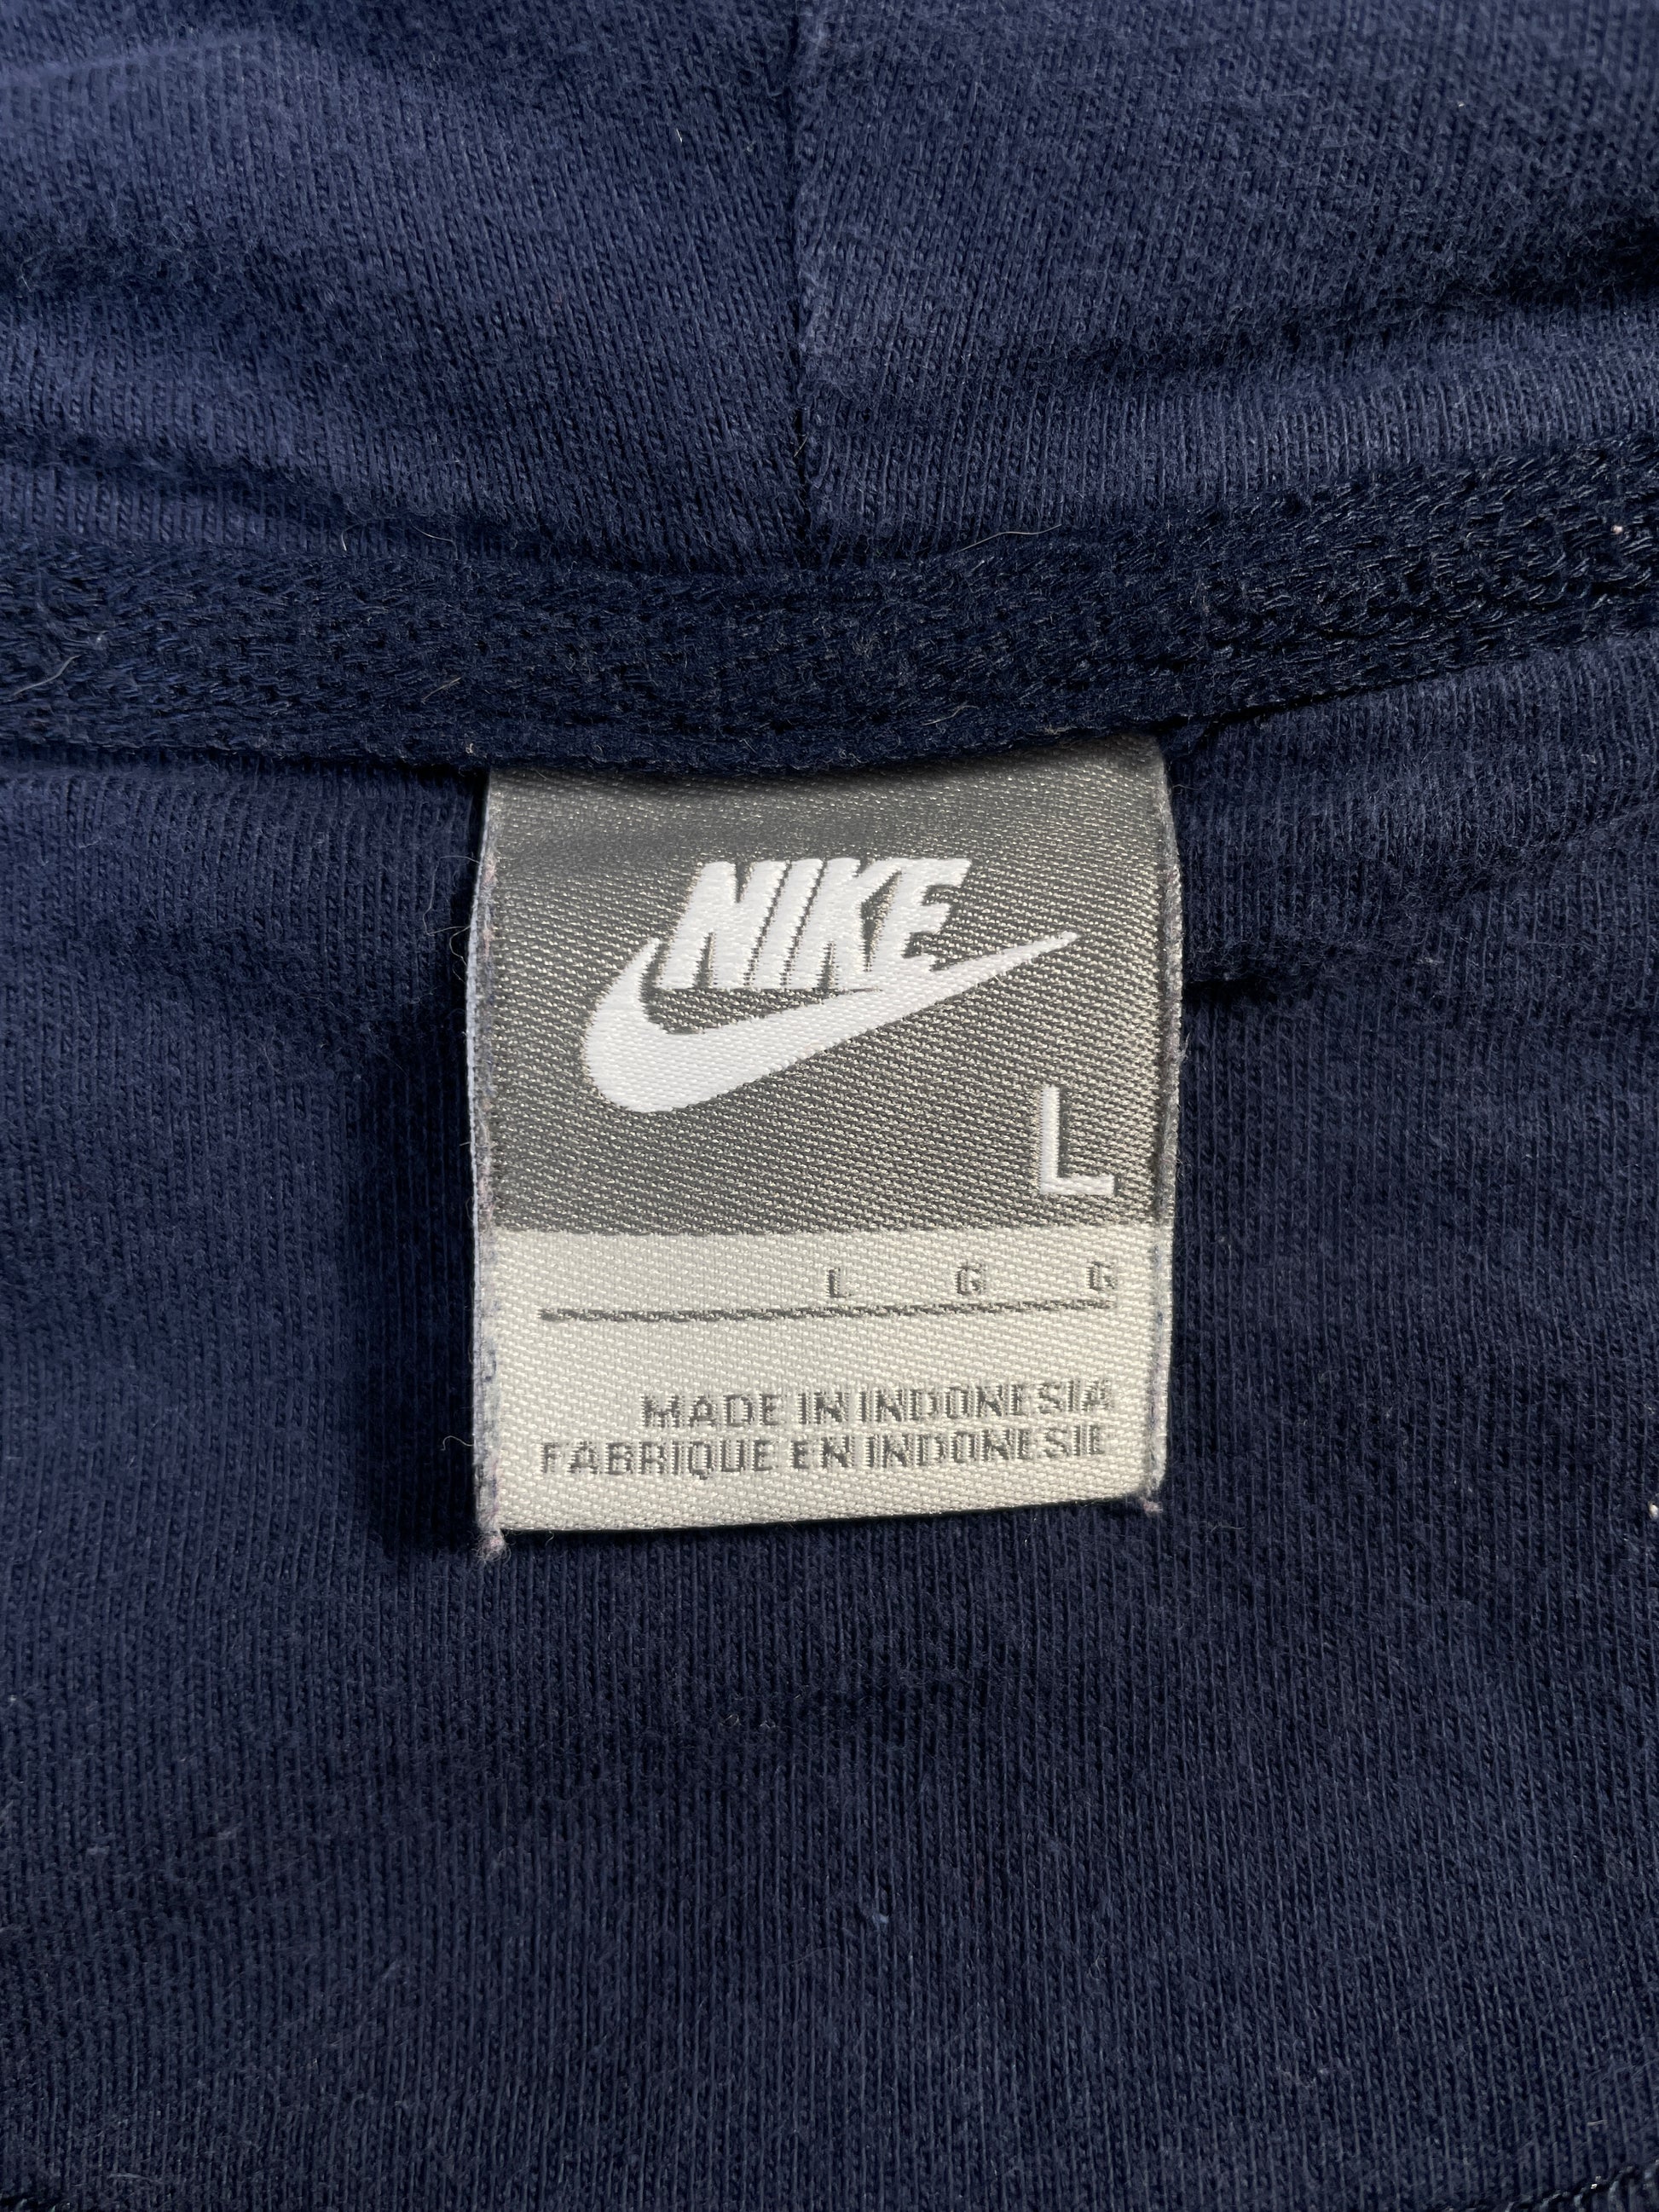 NIKE
L
L G G
MADE IN INDONESIA
FABRIQUE EN INDONESIE